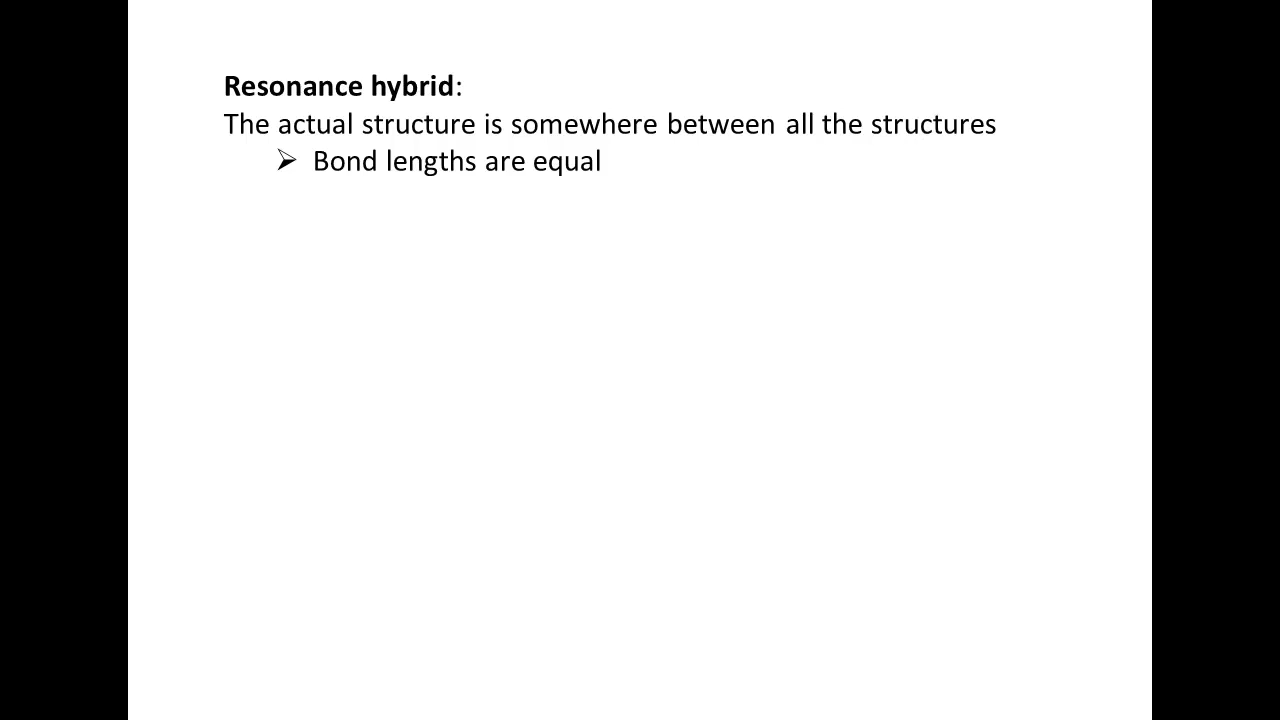 Resonance hybrid:
The actual structure is somewhere between all the structures
➢ Bond lengths are equal